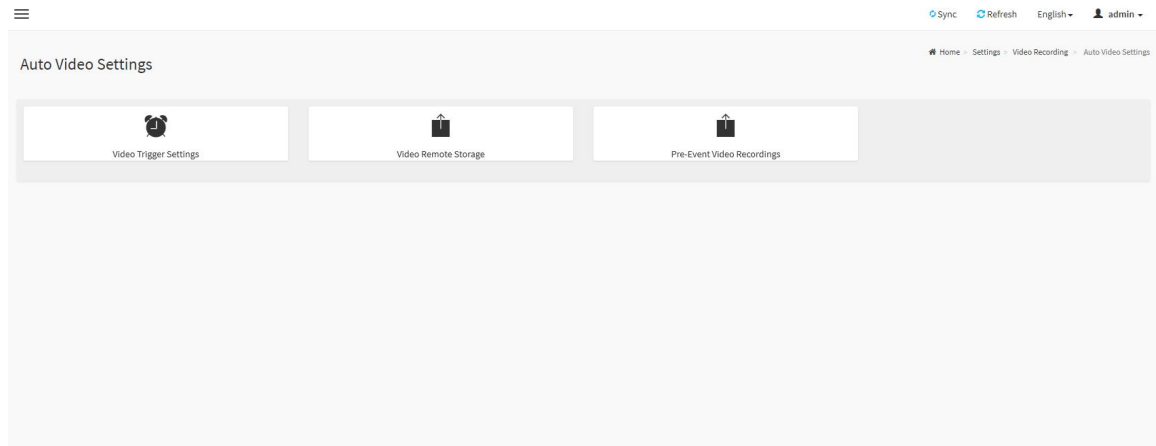 Sync Refresh English admin
Home > Settings > Video Recording > Auto Video Settings
Auto Video Settings
Video Trigger Settings
Video Remote Storage
Pre-Event Video Recordings